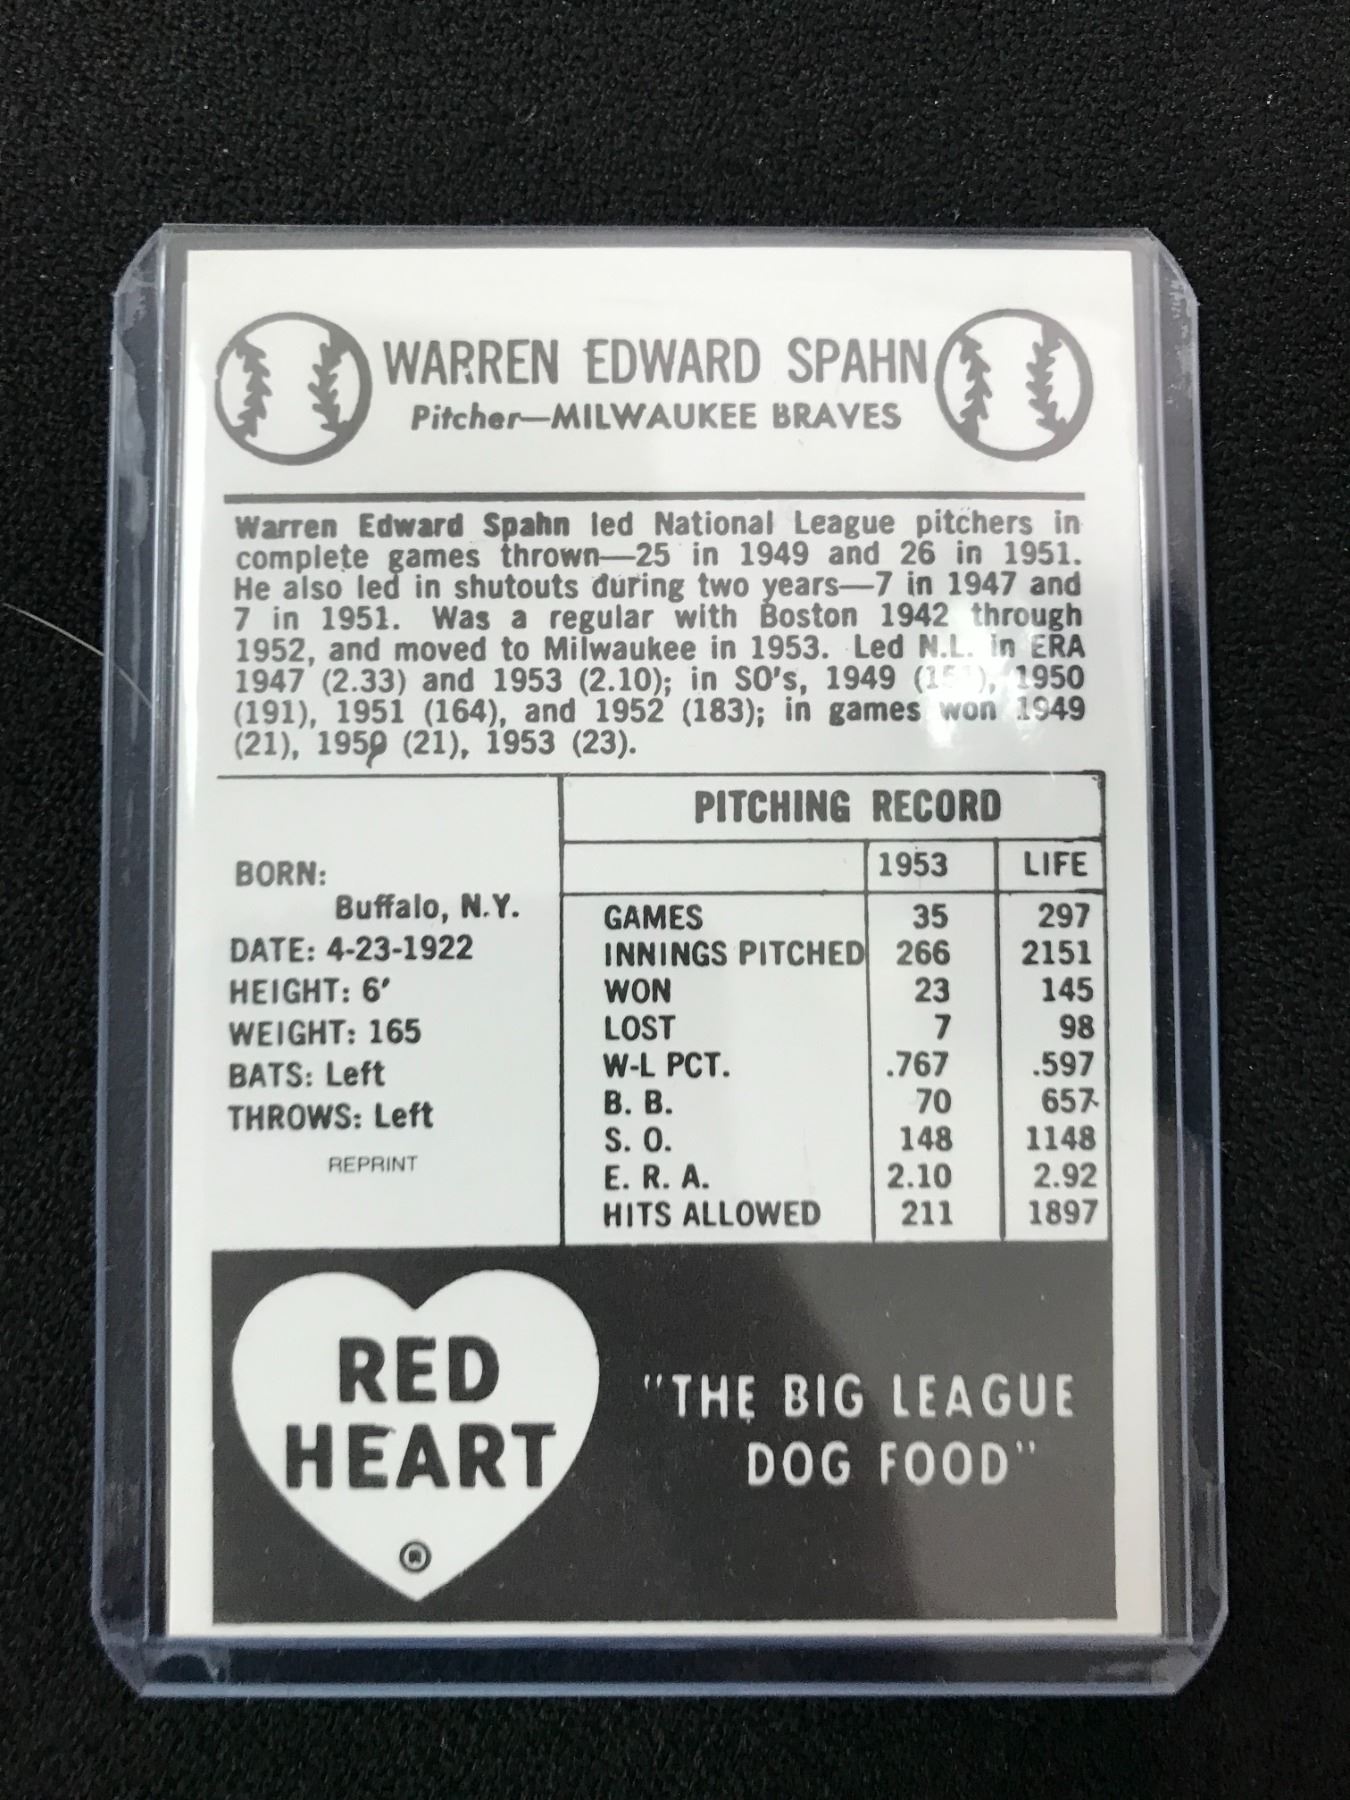 WARREN EDWARD SPAHN
Pitcher—MILWAUKEE BRAVES
Warren Edward Spahn led National League pitchers in
complete games thrown—25 in 1949 and 26 in 1951.
He also led in shutouts during two years—7 in 1947 and
7 in 1951. Was a regular with Boston 1942 through
1952, and moved to Milwaukee in 1953. Led N.L. in ERA
1947 (2.33) and 1953 (2.10); in SO's, 1949 1950
(191), 1951 (164), and 1952 (183); in games won 1949
(21), 1950 (21), 1953 (23).
BORN:
Buffalo, N.Y.
DATE: 4-23-1922
HEIGHT: 6'
WEIGHT: 165
BATS: Left
THROWS: Left
REPRINT
PITCHING RECORD
1953 LIFE
GAMES 35 297
INNINGS PITCHED 266 2151
WON 23 145
LOST 7 98
W-L PCT. .767 .597
B. B. 70 657
S. O. 148 1148
E. R. A. 2.10 2.92
HITS ALLOWED 211 1897
RED
HEART
®
"THE BIG LEAGUE
DOG FOOD"